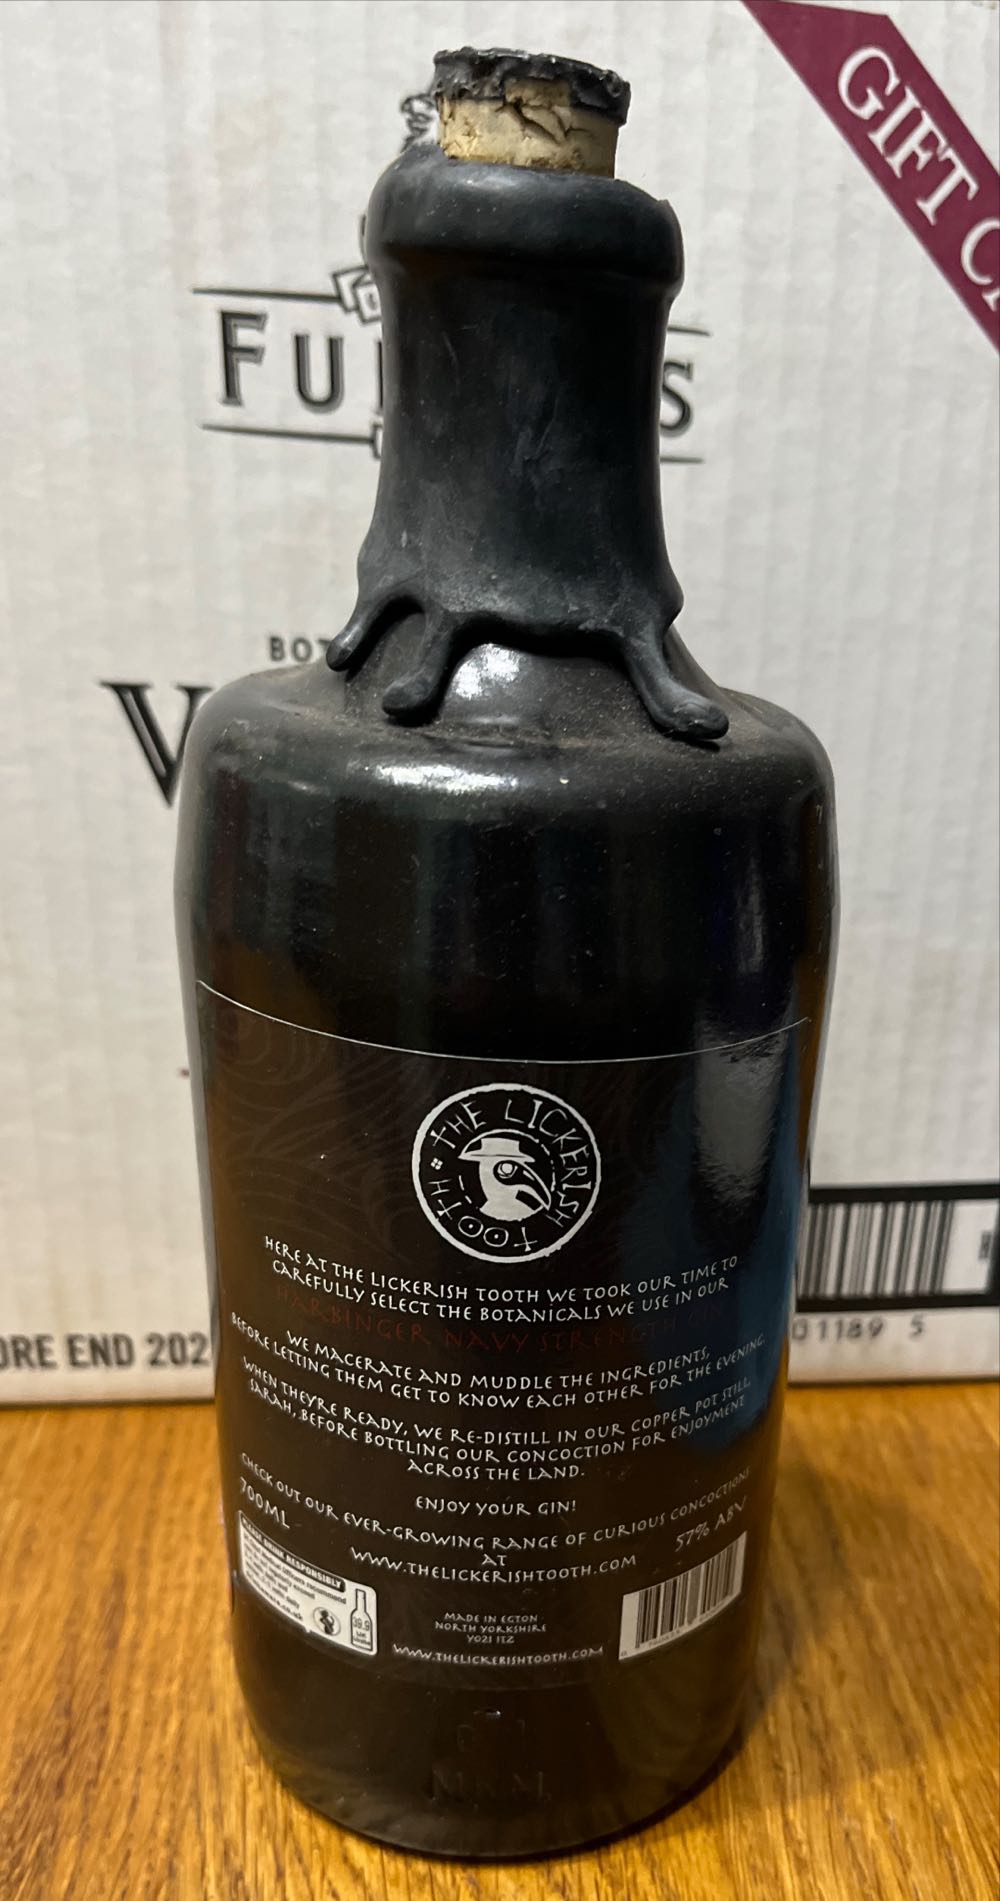 GIFT
FU
S
BOT
V
THE LICKERISH TOOTH
HERE AT THE LICKERISH TOOTH WE TOOK OUR TIME TO
CAREFULLY SELECT THE BOTANICALS WE USE IN OUR
HARBINGER NAVY STRENGTH GIN
WE MACERATE AND MUDDLE THE INGREDIENTS,
BEFORE LETTING THEM GET TO KNOW EACH OTHER FOR THE EVENING.
WHEN THEYRE READY, WE RE-DISTILL IN OUR COPPER POT STILL,
SARAH, BEFORE BOTTLING OUR CONCOCTION FOR ENJOYMENT
ACROSS THE LAND.
ENJOY YOUR GIN!
CHECK OUT OUR EVER-GROWING RANGE OF CURIOUS CONCOCTIONS
AT
WWW.THELICKERISHTOOTH.COM
700ML
57% ABV
PLEASE DRINK RESPONSIBLY
39.9
MADE IN EGTON
NORTH YORKSHIRE
YO21 1TZ
WWW.THELICKERISHTOOTH.COM
ORE END 202
01189 5